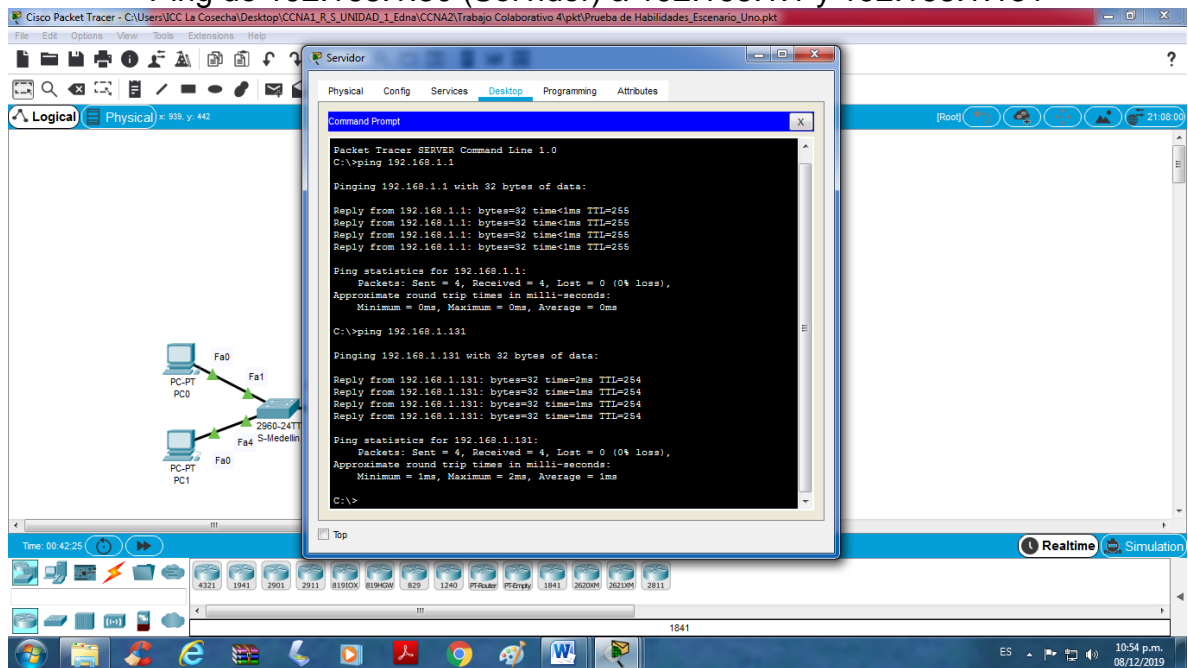 Cisco Packet Tracer - C:\Users\ICC La Cosecha\Desktop\CCNA1_R_S_UNIDAD_1_Edna\CCNA2\Trabajo Colaborativo 4\pkt\Prueba de Habilidades_Escenario_Uno.pkt
File Edit Options View Tools Extensions Help
Servidor
Physical Config Services Desktop Programming Attributes
Logical Physical x: 939, y: 442
[Root] 21:08:00
Command Prompt X
Packet Tracer SERVER Command Line 1.0
C:\>ping 192.168.1.1
Pinging 192.168.1.1 with 32 bytes of data:
Reply from 192.168.1.1: bytes=32 time<1ms TTL=255
Reply from 192.168.1.1: bytes=32 time<1ms TTL=255
Reply from 192.168.1.1: bytes=32 time<1ms TTL=255
Reply from 192.168.1.1: bytes=32 time<1ms TTL=255
Ping statistics for 192.168.1.1:
Packets: Sent = 4, Received = 4, Lost = 0 (0% loss),
Approximate round trip times in milli-seconds:
Minimum = 0ms, Maximum = 0ms, Average = 0ms
C:\>ping 192.168.1.131
Pinging 192.168.1.131 with 32 bytes of data:
Reply from 192.168.1.131: bytes=32 time=2ms TTL=254
Reply from 192.168.1.131: bytes=32 time=1ms TTL=254
Reply from 192.168.1.131: bytes=32 time=1ms TTL=254
Reply from 192.168.1.131: bytes=32 time=1ms TTL=254
Ping statistics for 192.168.1.131:
Packets: Sent = 4, Received = 4, Lost = 0 (0% loss),
Approximate round trip times in milli-seconds:
Minimum = 1ms, Maximum = 2ms, Average = 1ms
C:\>
Top
Fa0
PC-PT
PC0
Fa1
2960-24TT
S-Medellin
Fa4
Fa0
PC-PT
PC1
Time: 00:42:25
Realtime Simulation
4321 1941 2901 2911 819IOX 819HGW 829 1240 PT-Router PT-Empty 1841 2620XM 2621XM 2811
1841
ES
10:54 p.m.
08/12/2019